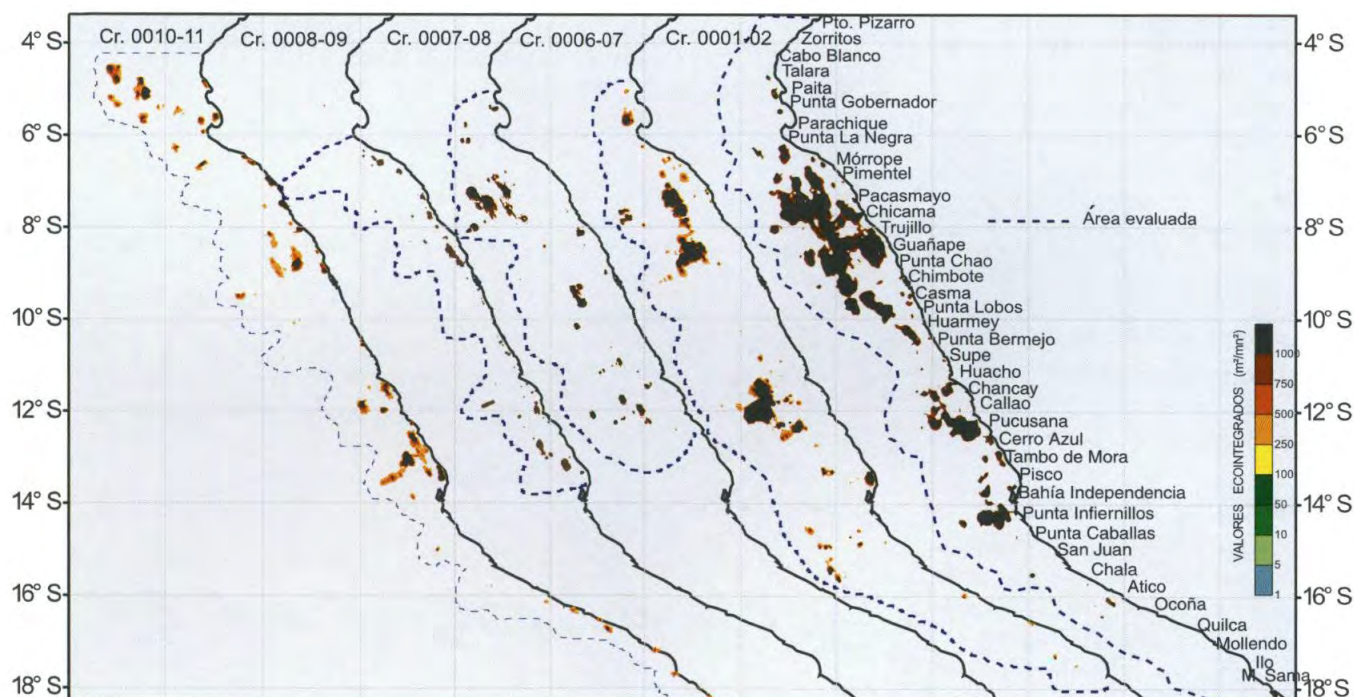 Cr. 0010-11 Cr. 0008-09 Cr. 0007-08 Cr. 0006-07 Cr. 0001-02
4° S
6° S
8° S
10° S
12° S
14° S
16° S
18° S
Pto. Pizarro
Zorritos
Cabo Blanco
Talara
Paita
Punta Gobernador
Parachique
Punta La Negra
Mórrope
Pimentel
Pacasmayo
Chicama
Trujillo
Guañape
Punta Chao
Chimbote
Casma
Punta Lobos
Huarmey
Punta Bermejo
Supe
Huacho
Chancay
Callao
Pucusana
Cerro Azul
Tambo de Mora
Pisco
Bahía Independencia
Punta Infiernillos
Punta Caballas
San Juan
Chala
Atico
Ocoña
Quilca
Mollendo
Ilo
M. Sama
Área evaluada
VALORES ECOINTEGRADOS (m²/mn²)
1000
750
500
250
100
50
10
5
1
4° S
6° S
8° S
10° S
12° S
14° S
16° S
18° S